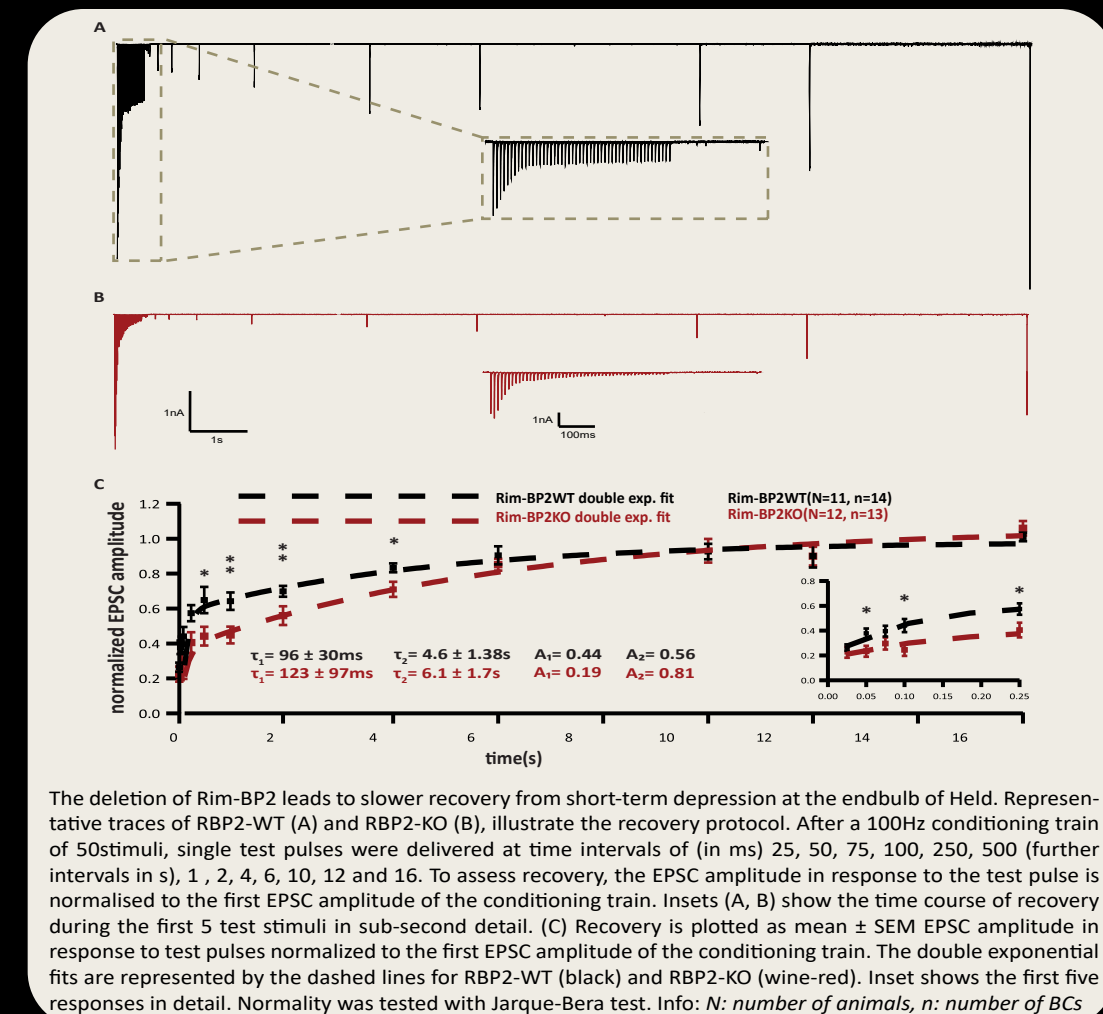 A
B
1nA
1s
1nA
100ms
C
Rim-BP2WT double exp. fit
Rim-BP2KO double exp. fit
Rim-BP2WT(N=11, n=14)
Rim-BP2KO(N=12, n=13)
normalized EPSC amplitude
1.2
1.0
0.8
0.6
0.4
0.2
0.0
* ** ** *
τ₁= 96 ± 30ms τ₂= 4.6 ± 1.38s A₁= 0.44 A₂= 0.56
τ₁= 123 ± 97ms τ₂= 6.1 ± 1.7s A₁= 0.19 A₂= 0.81
0.8
0.6
0.4
0.2
0.0
* * *
0.00 0.05 0.10 0.15 0.20 0.25
0 2 4 6 8 10 12 14 16
time(s)
The deletion of Rim-BP2 leads to slower recovery from short-term depression at the endbulb of Held. Represen-
tative traces of RBP2-WT (A) and RBP2-KO (B), illustrate the recovery protocol. After a 100Hz conditioning train
of 50stimuli, single test pulses were delivered at time intervals of (in ms) 25, 50, 75, 100, 250, 500 (further
intervals in s), 1 , 2, 4, 6, 10, 12 and 16. To assess recovery, the EPSC amplitude in response to the test pulse is
normalised to the first EPSC amplitude of the conditioning train. Insets (A, B) show the time course of recovery
during the first 5 test stimuli in sub-second detail. (C) Recovery is plotted as mean ± SEM EPSC amplitude in
response to test pulses normalized to the first EPSC amplitude of the conditioning train. The double exponential
fits are represented by the dashed lines for RBP2-WT (black) and RBP2-KO (wine-red). Inset shows the first five
responses in detail. Normality was tested with Jarque-Bera test. Info: N: number of animals, n: number of BCs